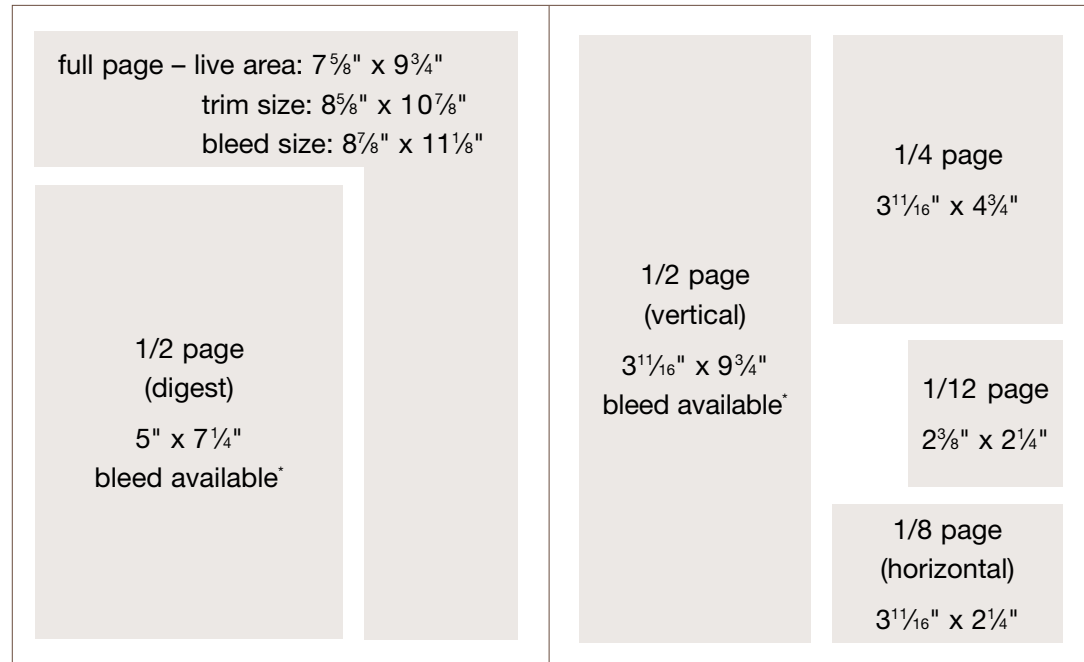 full page – live area: 7⅝" x 9¾"
trim size: 8⅝" x 10⅞"
bleed size: 8⅞" x 11⅛"
1/2 page
(digest)
5" x 7¼"
bleed available*
1/2 page
(vertical)
3¹¹⁄₁₆" x 9¾"
bleed available*
1/4 page
3¹¹⁄₁₆" x 4¾"
1/12 page
2⅜" x 2¼"
1/8 page
(horizontal)
3¹¹⁄₁₆" x 2¼"